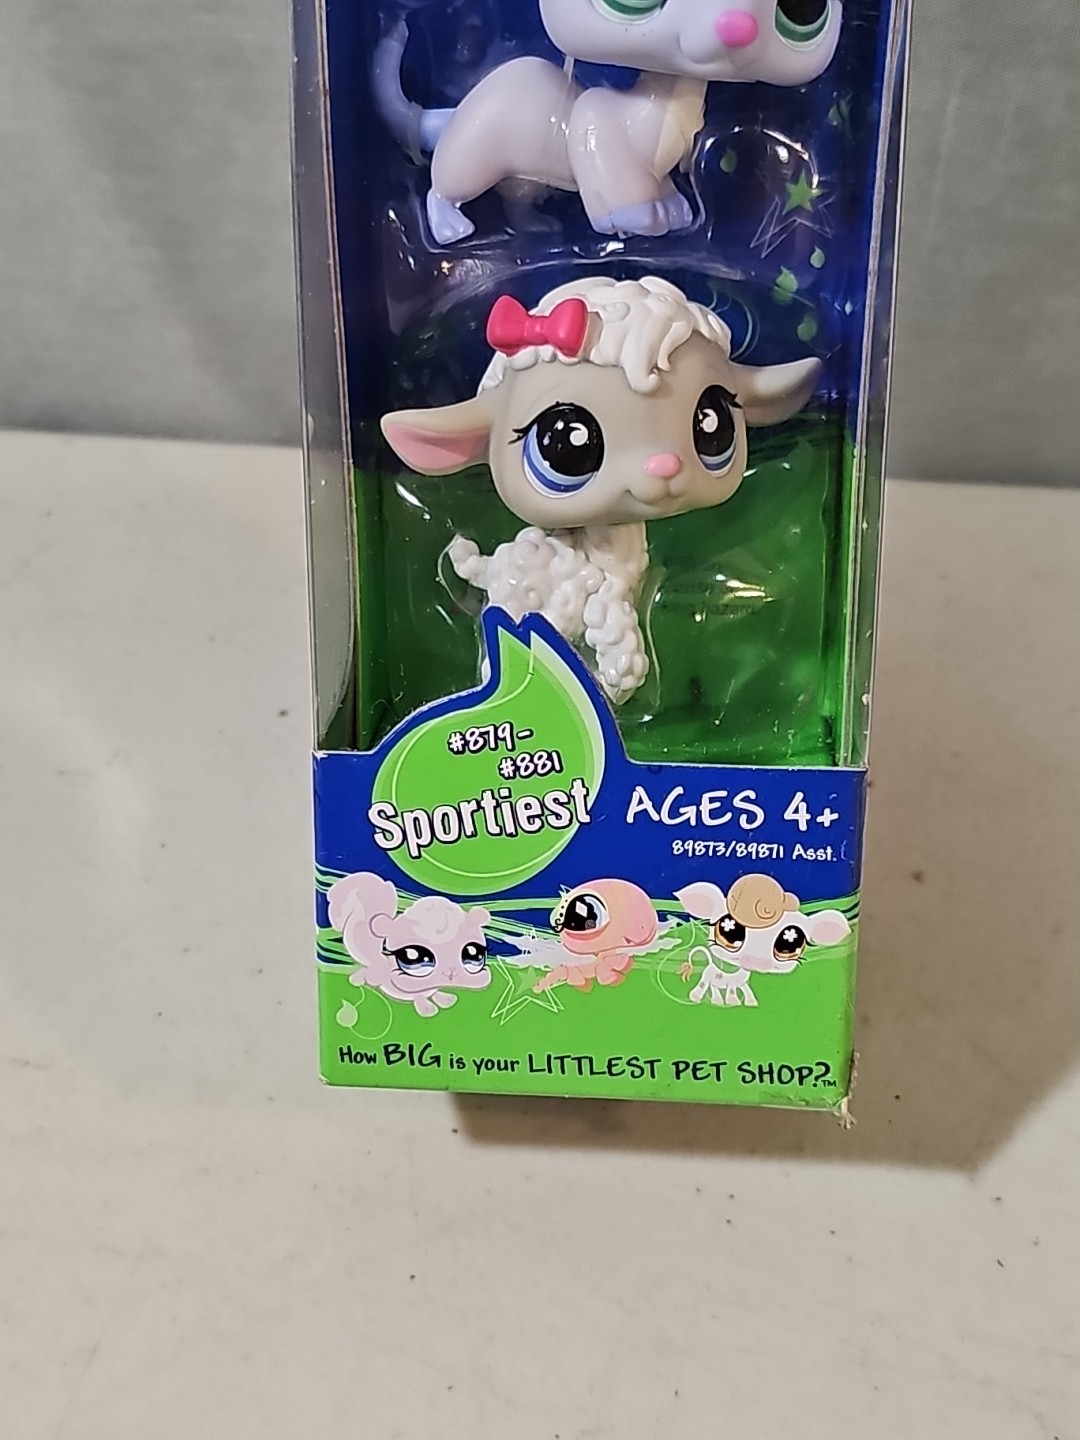 #879-
#881
Sportiest
AGES 4+
89873/89871 Asst.
How BIG is your LITTLEST PET SHOP?™